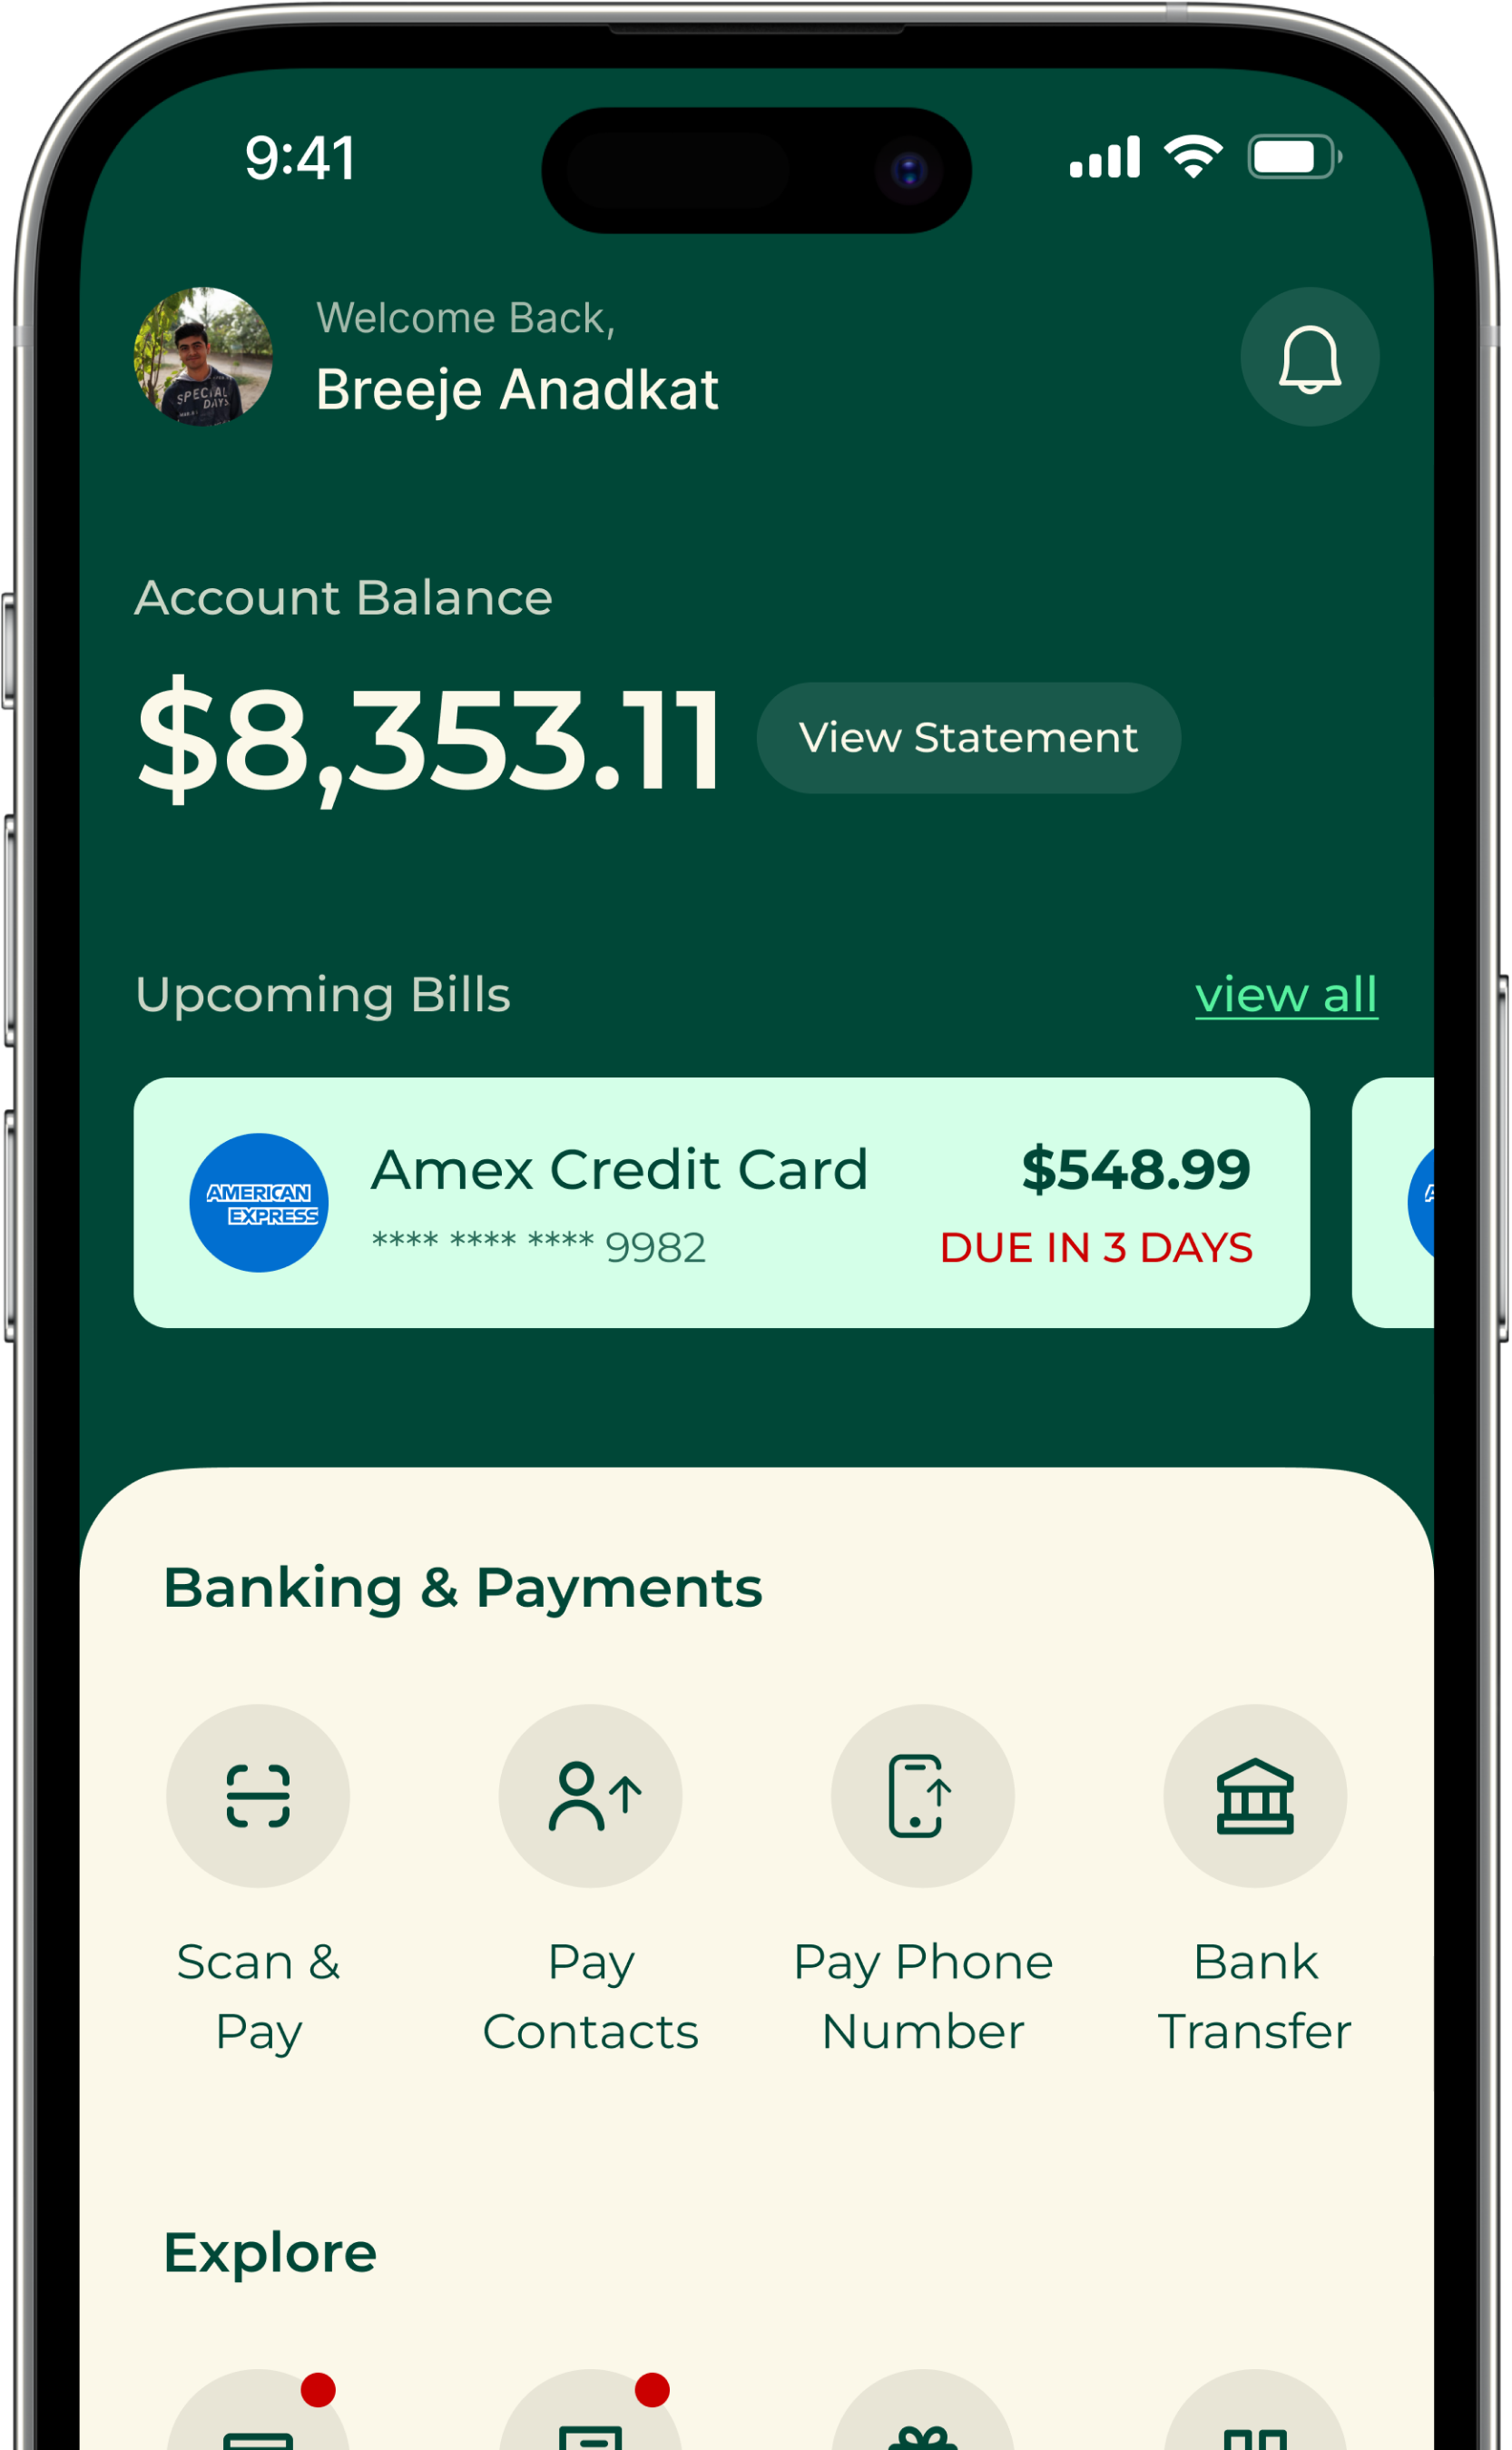 9:41
Welcome Back,
Breeje Anadkat
SPECIAL
DAYS
Account Balance
$8,353.11
View Statement
Upcoming Bills
view all
AMERICAN
EXPRESS
Amex Credit Card
$548.99
**** **** **** 9982
DUE IN 3 DAYS
Banking & Payments
Scan &
Pay
Pay
Contacts
Pay Phone
Number
Bank
Transfer
Explore